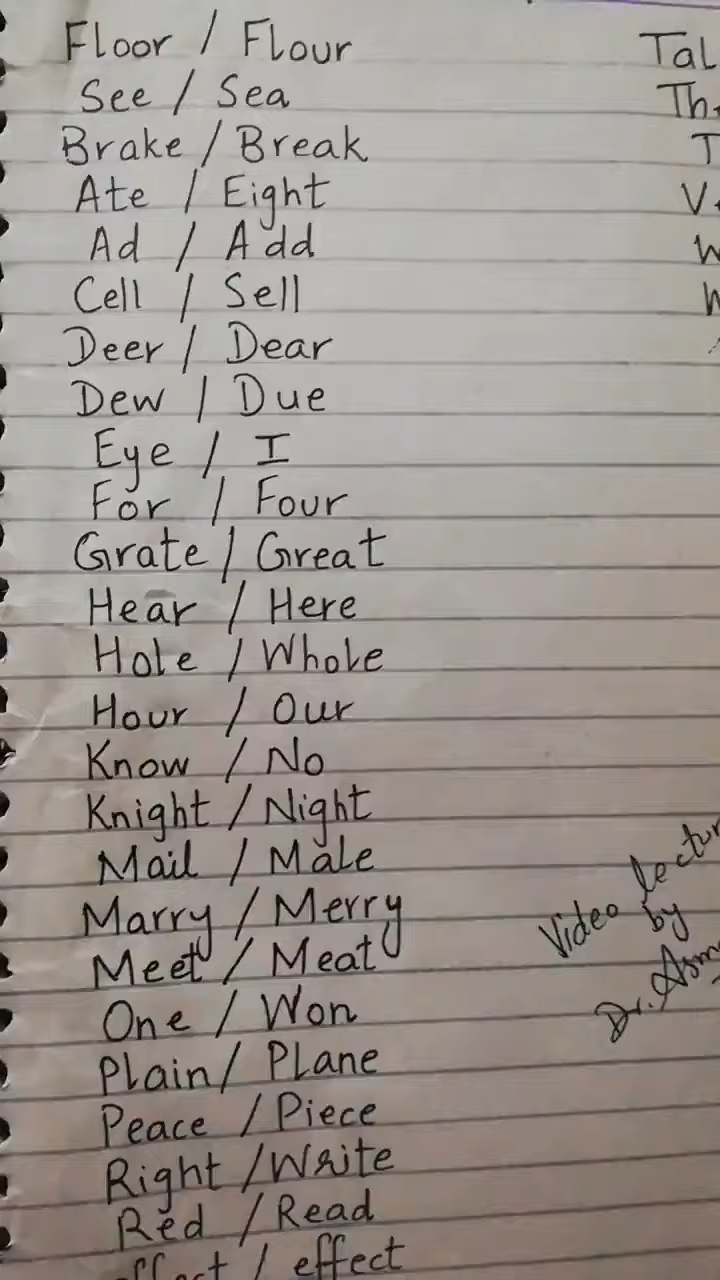 Floor / Flour
See / Sea
Brake / Break
Ate / Eight
Ad / Add
Cell / Sell
Deer / Dear
Dew / Due
Eye / I
For / Four
Grate / Great
Hear / Here
Hole / Whole
Hour / Our
Know / No
Knight / Night
Mail / Male
Marry / Merry
Meet / Meat
One / Won
Plain / Plane
Peace / Piece
Right / Write
Red / Read
/ effect
Video
by
Dr.